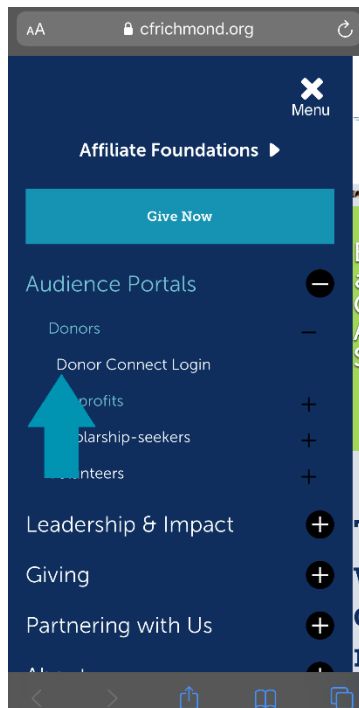 AA cfrichmond.org
Menu
Affiliate Foundations
Give Now
Audience Portals
Donors
Donor Connect Login
profits
olarship-seekers
unteers
Leadership & Impact
Giving
Partnering with Us